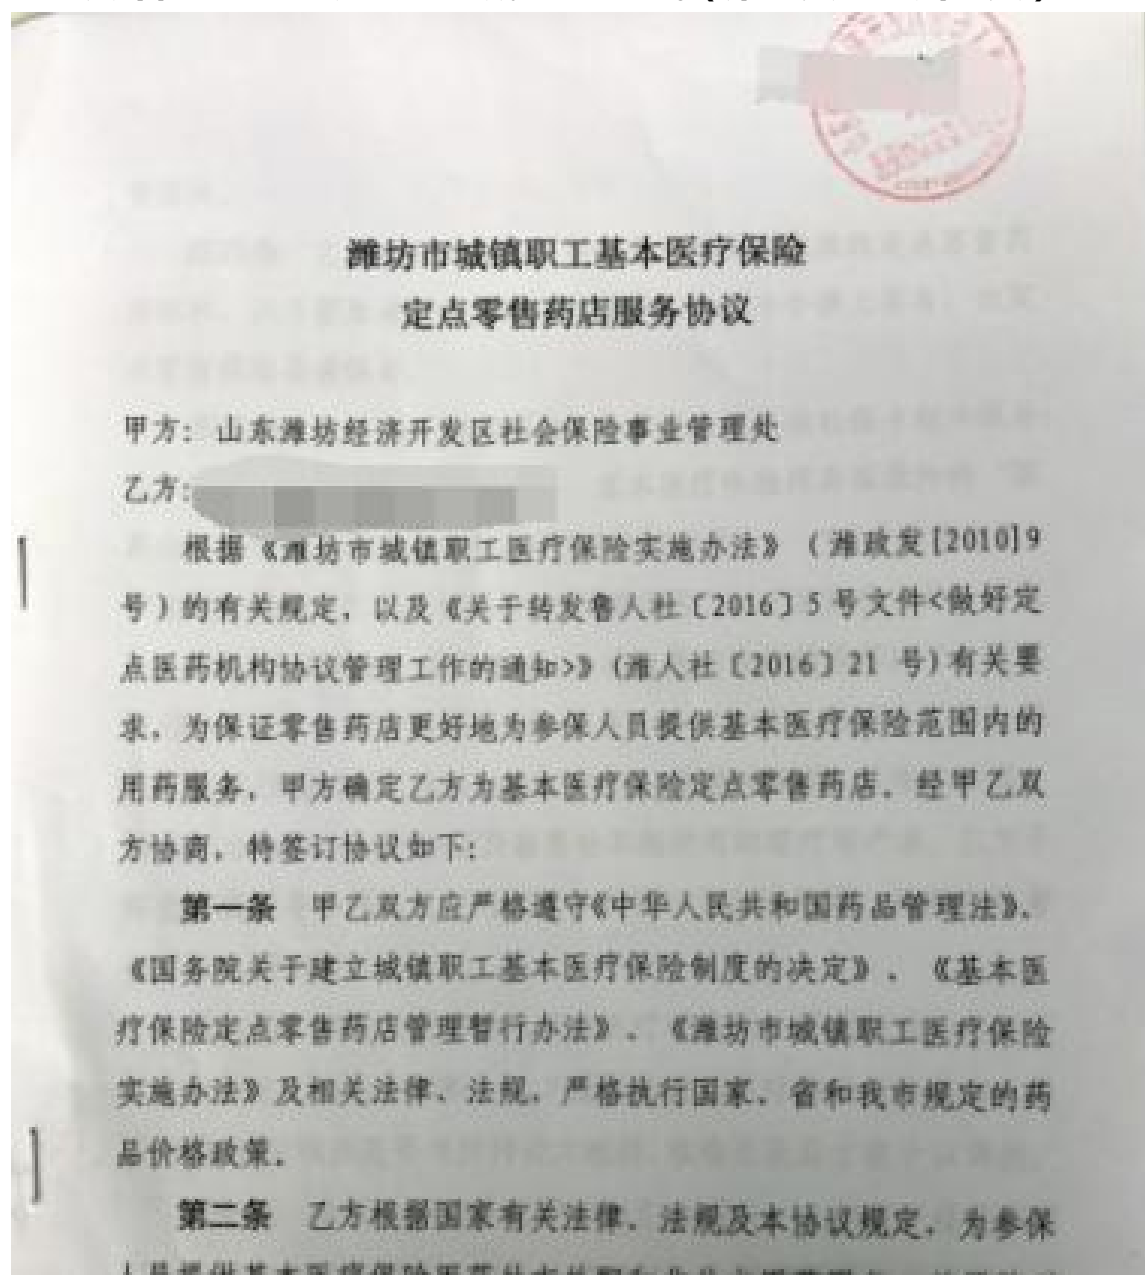 潍坊市城镇职工基本医疗保险
定点零售药店服务协议
甲方：山东潍坊经济开发区社会保险事业管理处
乙方：
根据《潍坊市城镇职工医疗保险实施办法》（潍政发[2010]9
号）的有关规定，以及《关于转发鲁人社〔2016〕5号文件<做好定
点医药机构协议管理工作的通知>》(潍人社〔2016〕21 号)有关要
求，为保证零售药店更好地为参保人员提供基本医疗保险范围内的
用药服务，甲方确定乙方为基本医疗保险定点零售药店。经甲乙双
方协商，特签订协议如下：
第一条 甲乙双方应严格遵守《中华人民共和国药品管理法》、
《国务院关于建立城镇职工基本医疗保险制度的决定》、《基本医
疗保险定点零售药店管理暂行办法》、《潍坊市城镇职工医疗保险
实施办法》及相关法律、法规，严格执行国家、省和我市规定的药
品价格政策。
第二条 乙方根据国家有关法律、法规及本协议规定，为参保